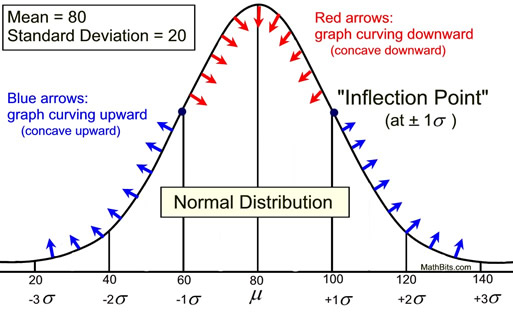 Mean = 80
Standard Deviation = 20
Red arrows:
graph curving downward
(concave downward)
Blue arrows:
graph curving upward
(concave upward)
"Inflection Point"
(at ± 1σ )
Normal Distribution
MathBits.com
20 40 60 80 100 120 140
-3σ -2σ -1σ μ +1σ +2σ +3σ